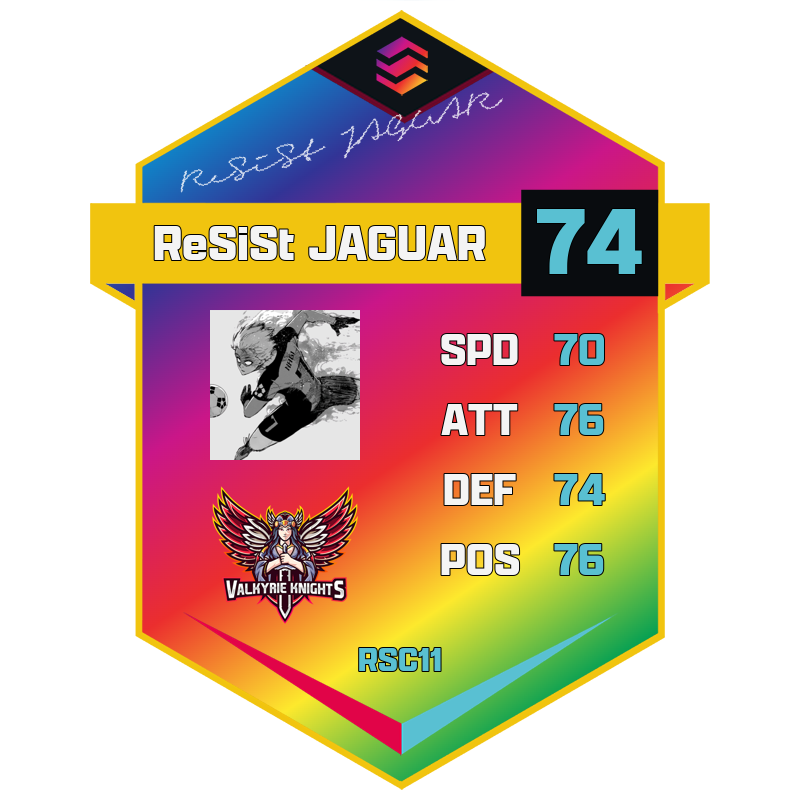 ReSiSt JAGUAR
ReSiSt JAGUAR 74
SPD 70
ATT 76
DEF 74
POS 76
VALKYRIE KNIGHTS
RSC11